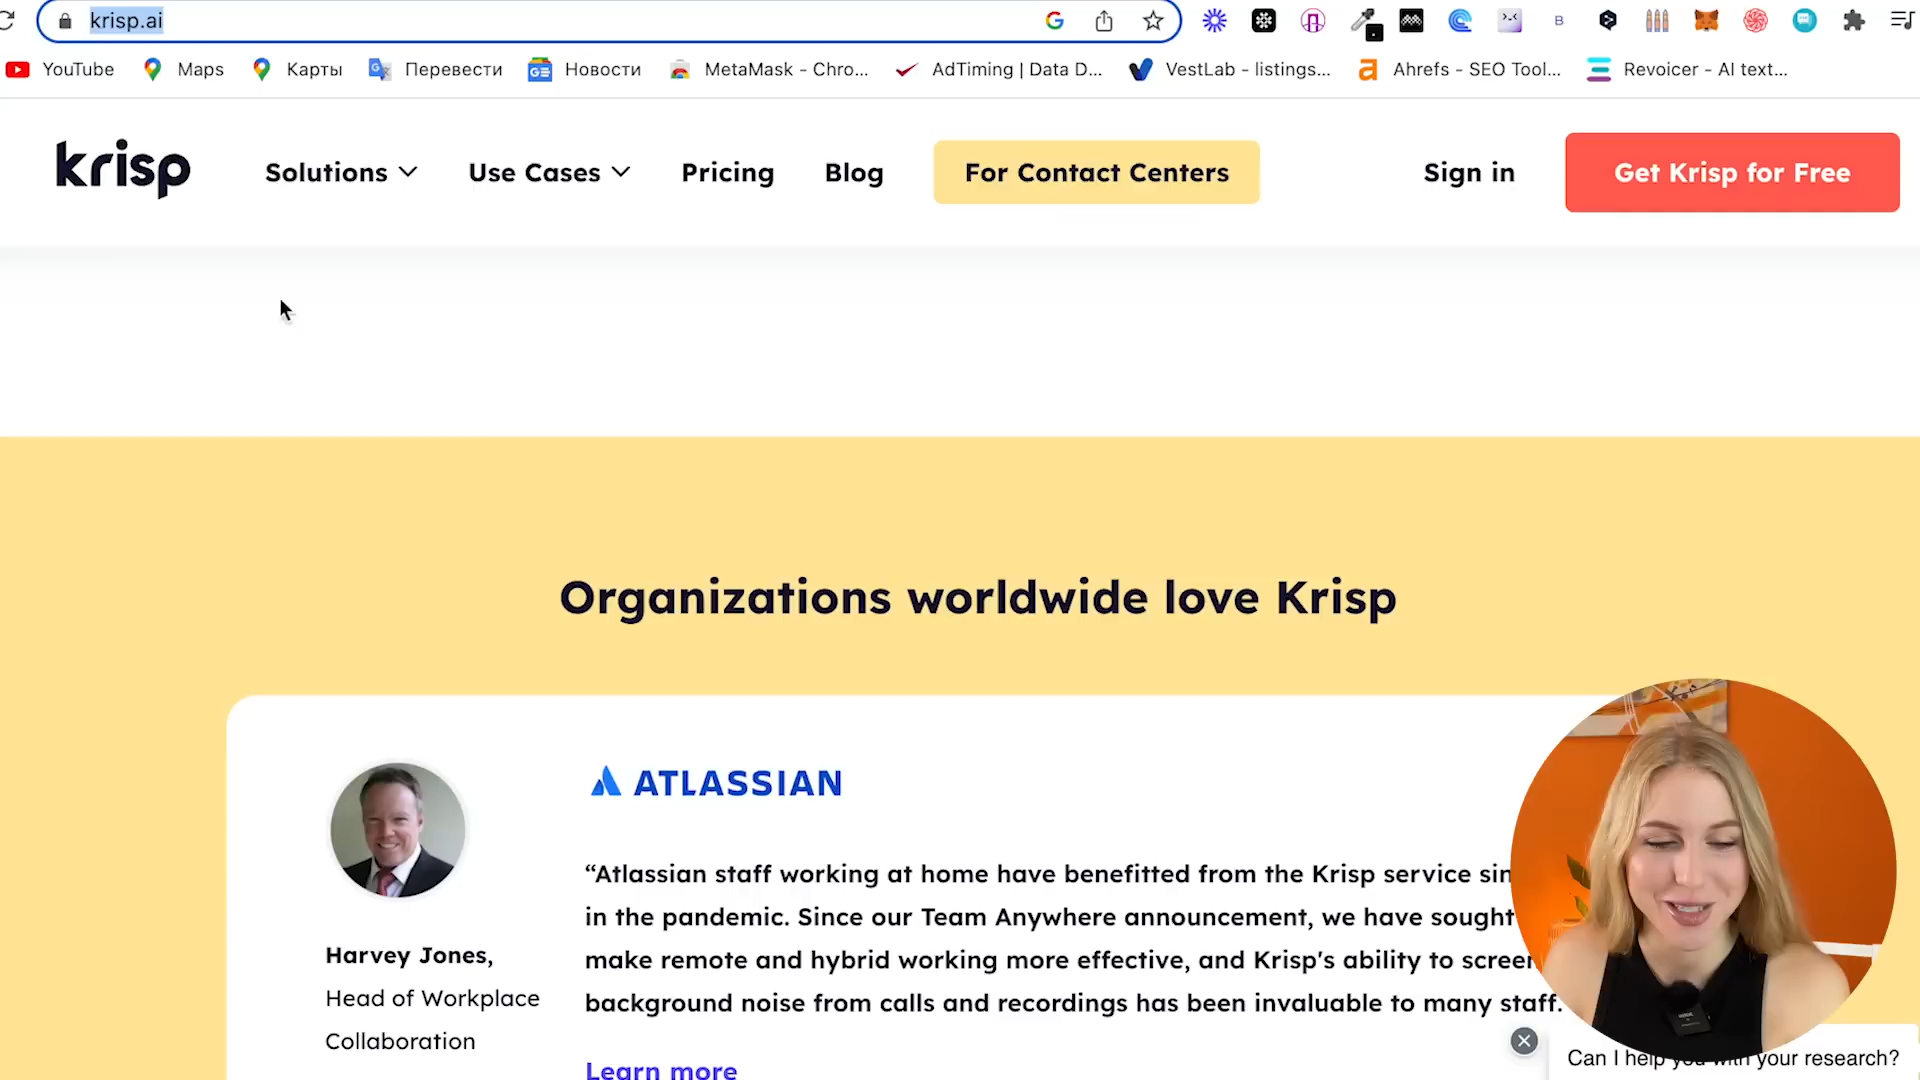 krisp.ai
YouTube Maps Карты Перевести Новости MetaMask - Chro... AdTiming | Data D... VestLab - listings... Ahrefs - SEO Tool... Revoicer - AI text...
krisp Solutions Use Cases Pricing Blog For Contact Centers Sign in Get Krisp for Free
Organizations worldwide love Krisp
ATLASSIAN
“Atlassian staff working at home have benefitted from the Krisp service
in the pandemic. Since our Team Anywhere announcement, we have sought
make remote and hybrid working more effective, and Krisp's ability to
background noise from calls and recordings has been invaluable to many staff.
Learn more
Harvey Jones,
Head of Workplace
Collaboration
Can I help you with your research?